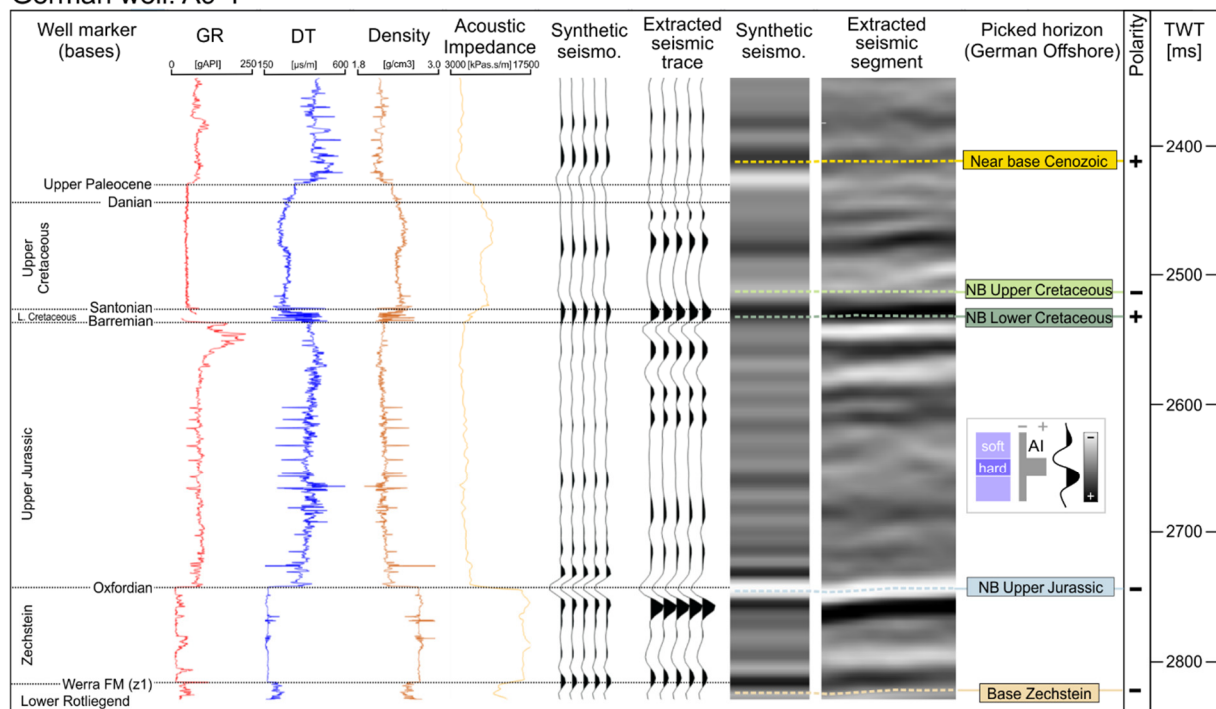 Well marker
(bases)
GR
DT
Density
Acoustic
Impedance
Synthetic
seismo.
Extracted
seismic
trace
Synthetic
seismo.
Extracted
seismic
segment
Picked horizon
(German Offshore)
Polarity
TWT
[ms]
0 [gAPI] 250
150 [µs/m] 600
1.8 [g/cm3] 3.0
3000 [kPas.s/m] 17500
2400
Near base Cenozoic +
Upper Paleocene
Danian
Upper
Cretaceous
2500
NB Upper Cretaceous -
Santonian
L. Cretaceous
NB Lower Cretaceous +
Barremian
2600
Upper Jurassic
- +
soft
AI
hard
-
+
2700
Oxfordian
NB Upper Jurassic -
Zechstein
2800
Werra FM (z1)
Base Zechstein -
Lower Rotliegend